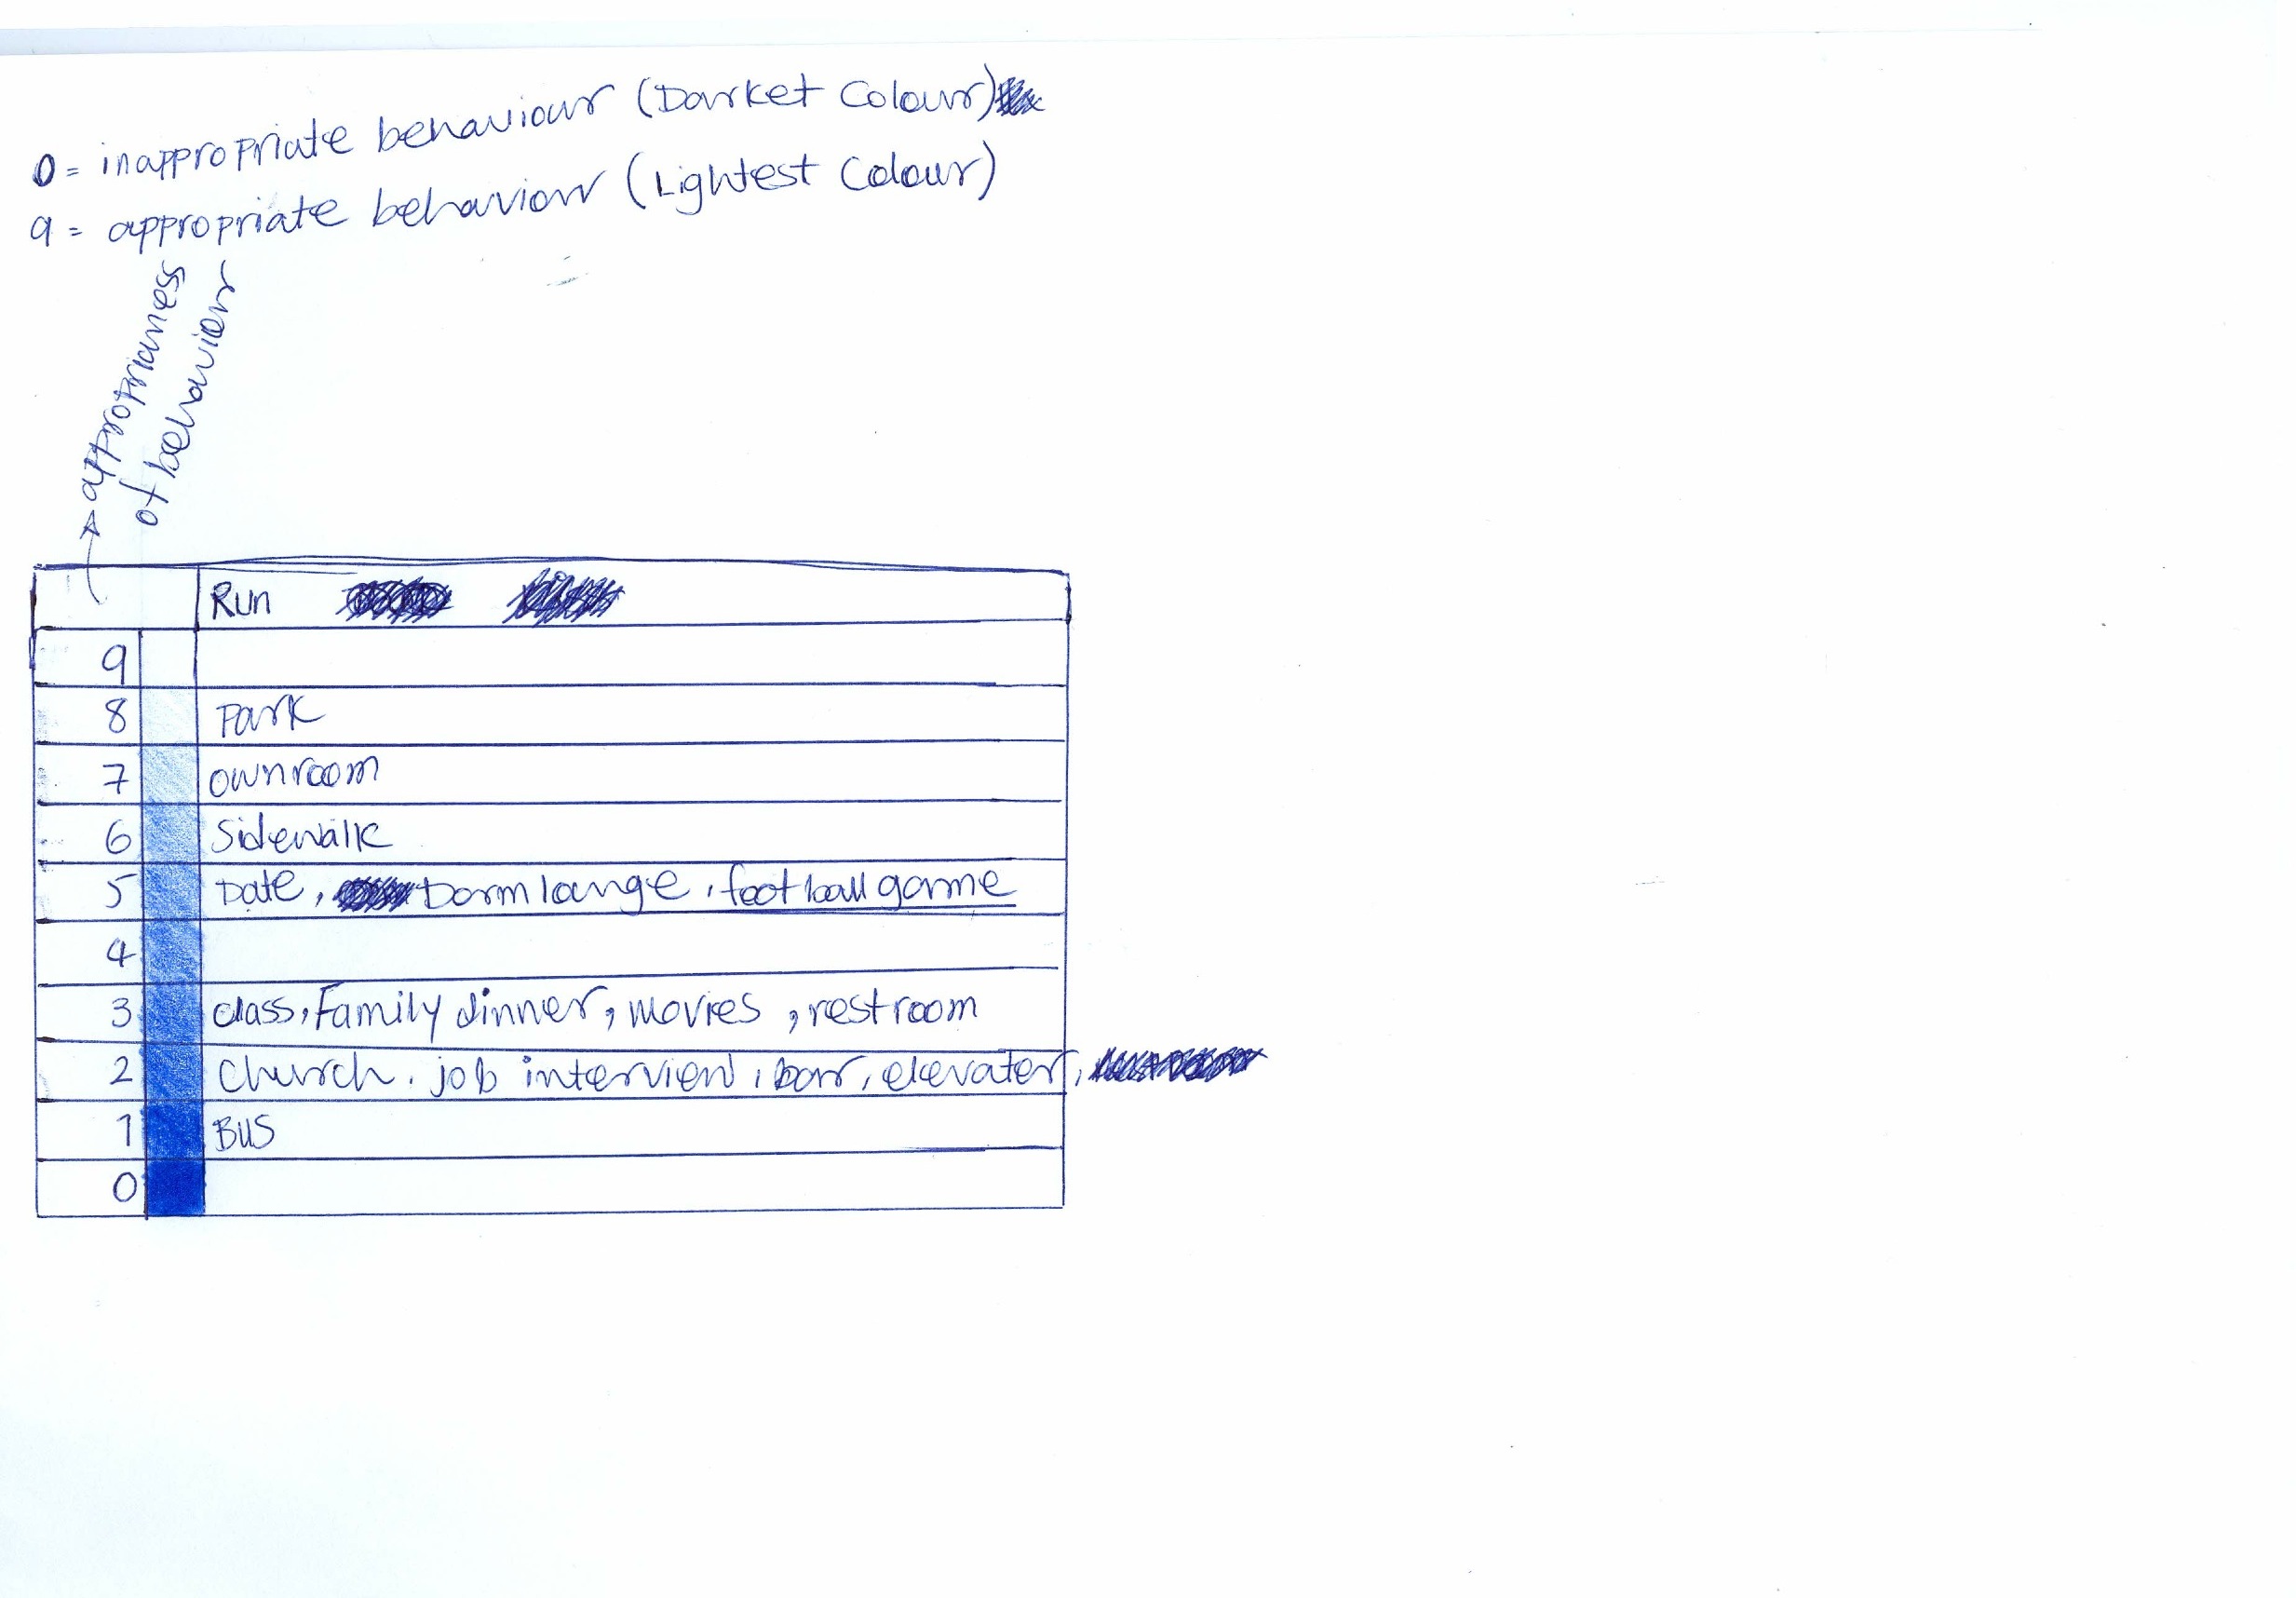 0 = inappropriate behaviour (Darket Colour)
9 = appropriate behaviour (Lightest Colour)
appropriamess
of behaviour
Run
9
8 Park
7 ownroom
6 Sidewalk
5 Date, Dorm lounge, football game
4
3 class, Family dinner, movies, restroom
2 Church. job interview, bar, elevater,
1 BUS
0